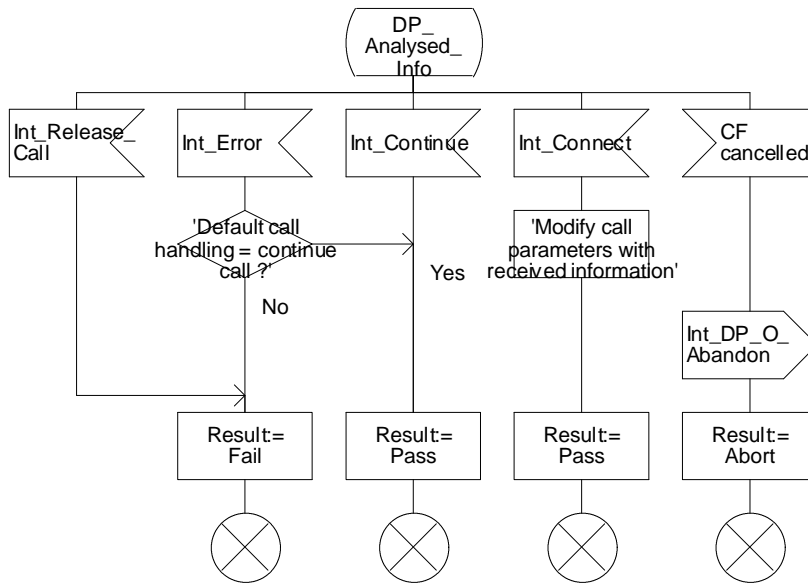 DP_
Analysed_
Info
Int_Release_
Call
Int_Error
Int_Continue
Int_Connect
CF
cancelled
'Default call
handling = continue
call ?'
'Modify call
parameters with
received information'
Yes
No
Int_DP_O_
Abandon
Result:=
Fail
Result:=
Pass
Result:=
Pass
Result:=
Abort